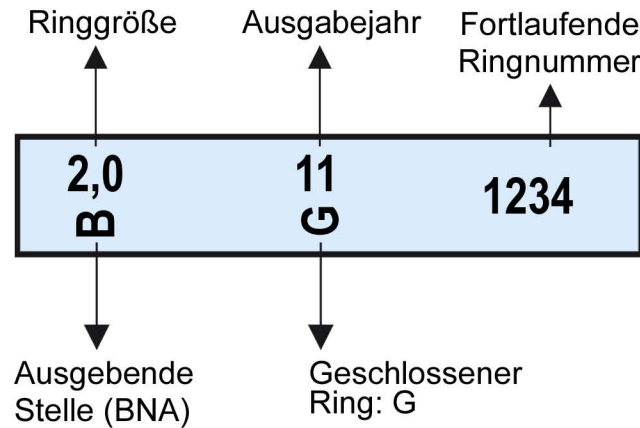 Ringgröße
Ausgabejahr
Fortlaufende
Ringnummer
2,0
11
1234
B
G
Ausgebende
Stelle (BNA)
Geschlossener
Ring: G